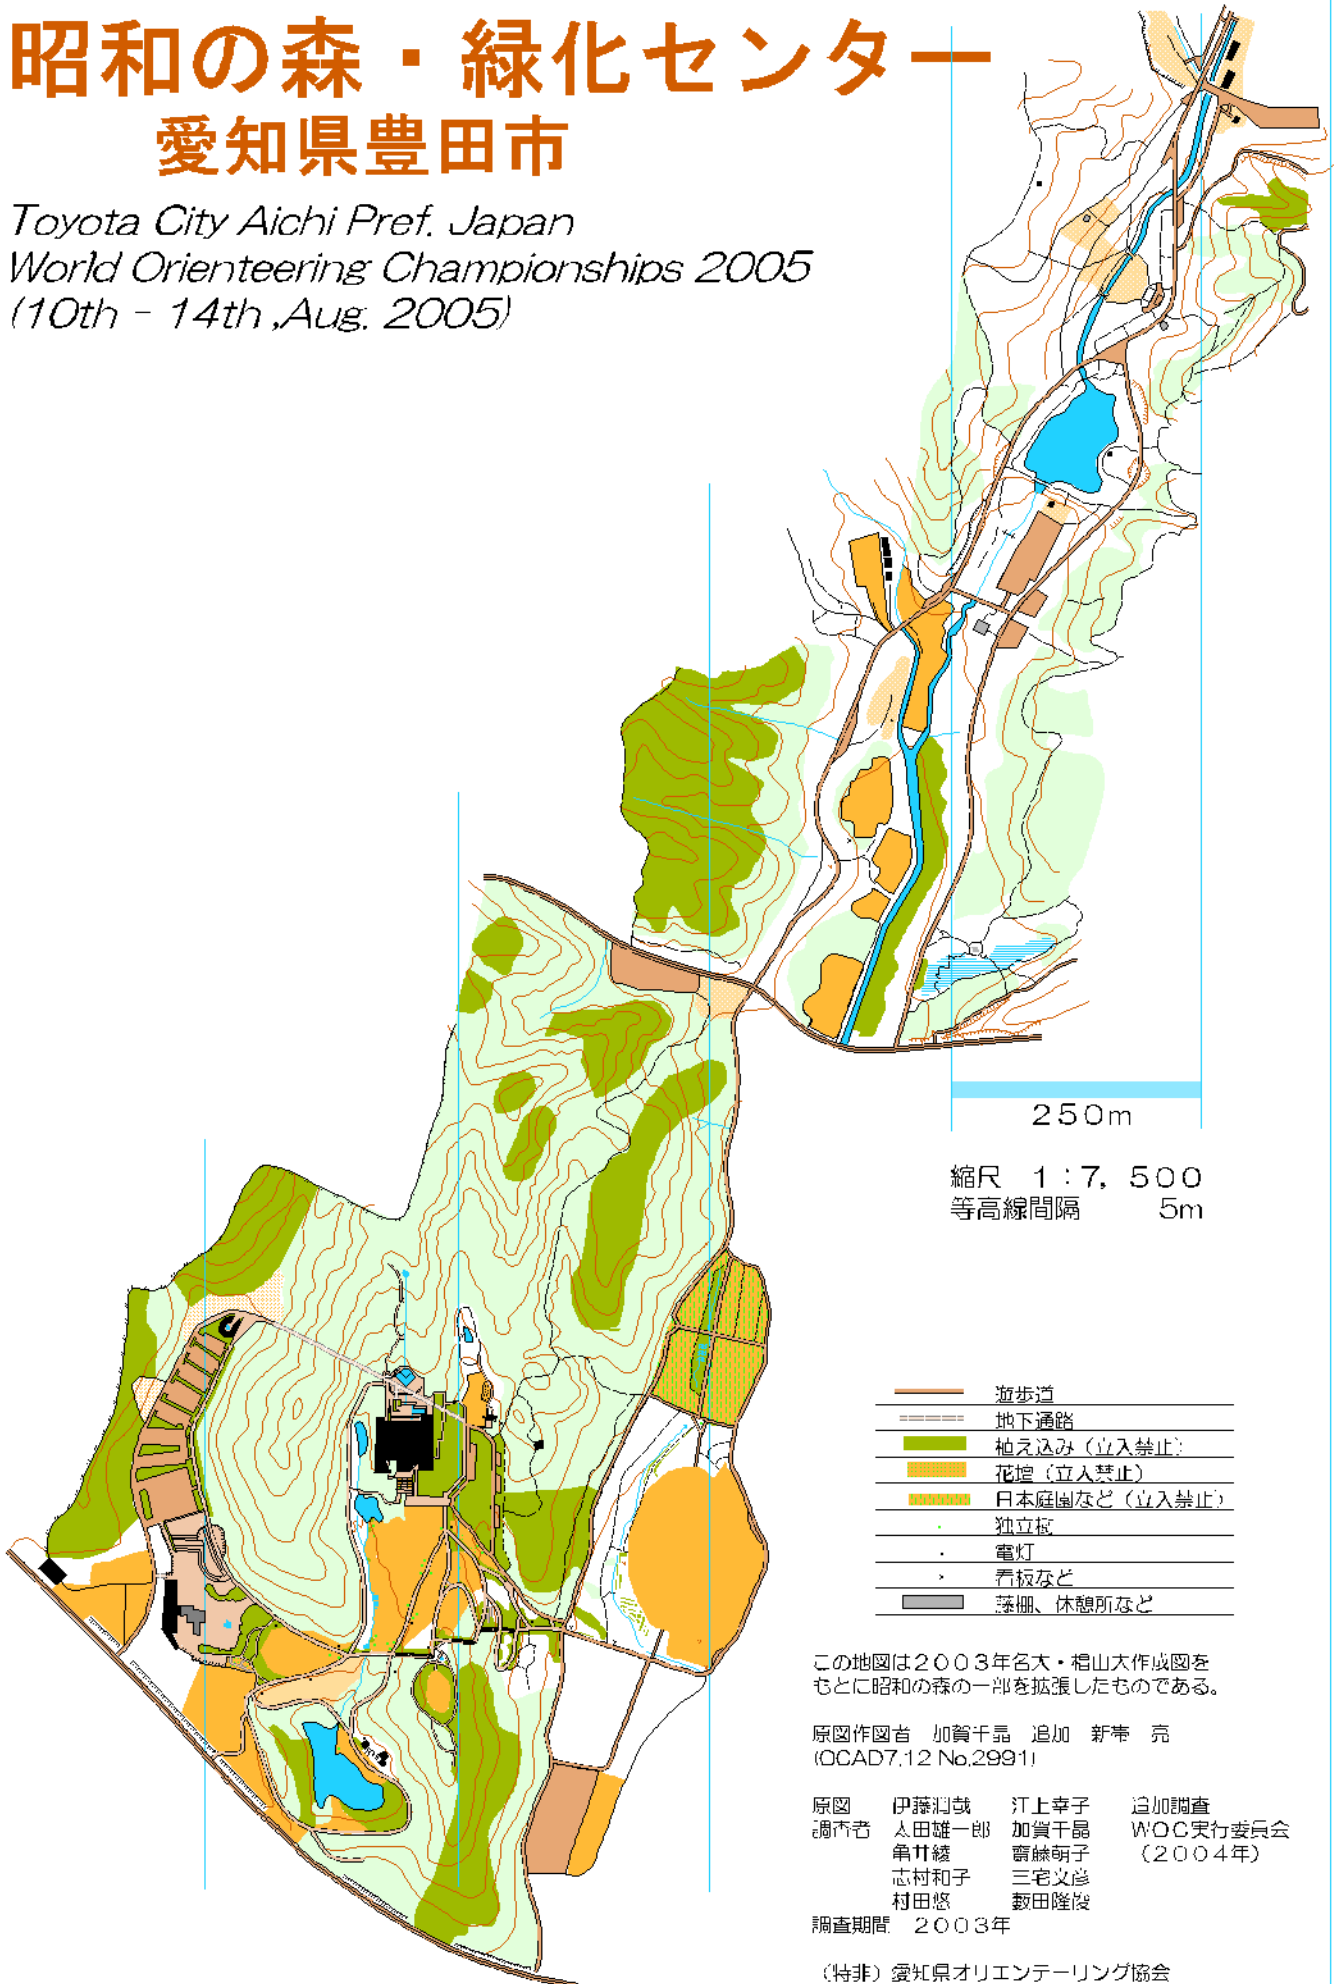 昭和の森・緑化センター
愛知県豊田市
Toyota City Aichi Pref. Japan
World Orienteering Championships 2005
(10th - 14th ,Aug. 2005)
250m
縮尺 1:7, 500
等高線間隔 5m
遊歩道
地下通路
植え込み（立入禁止）
花壇（立入禁止）
日本庭園など（立入禁止）
独立樹
電灯
看板など
藤棚、休憩所など
この地図は2003年名大・椙山大作成図を
もとに昭和の森の一部を拡張したものである。
原図作図者 加賀千晶 追加 新帯 亮
(OCAD7,12 No,2991)
原図 伊藤潤哉 江上幸子 追加調査
調査者 太田雄一郎 加賀千晶 WOC実行委員会
亀井綾 齋藤萌子 （2004年）
志村和子 三宅文彦
村田悠 藪田隆俊
調査期間 2003年
（特非）愛知県オリエンテーリング協会